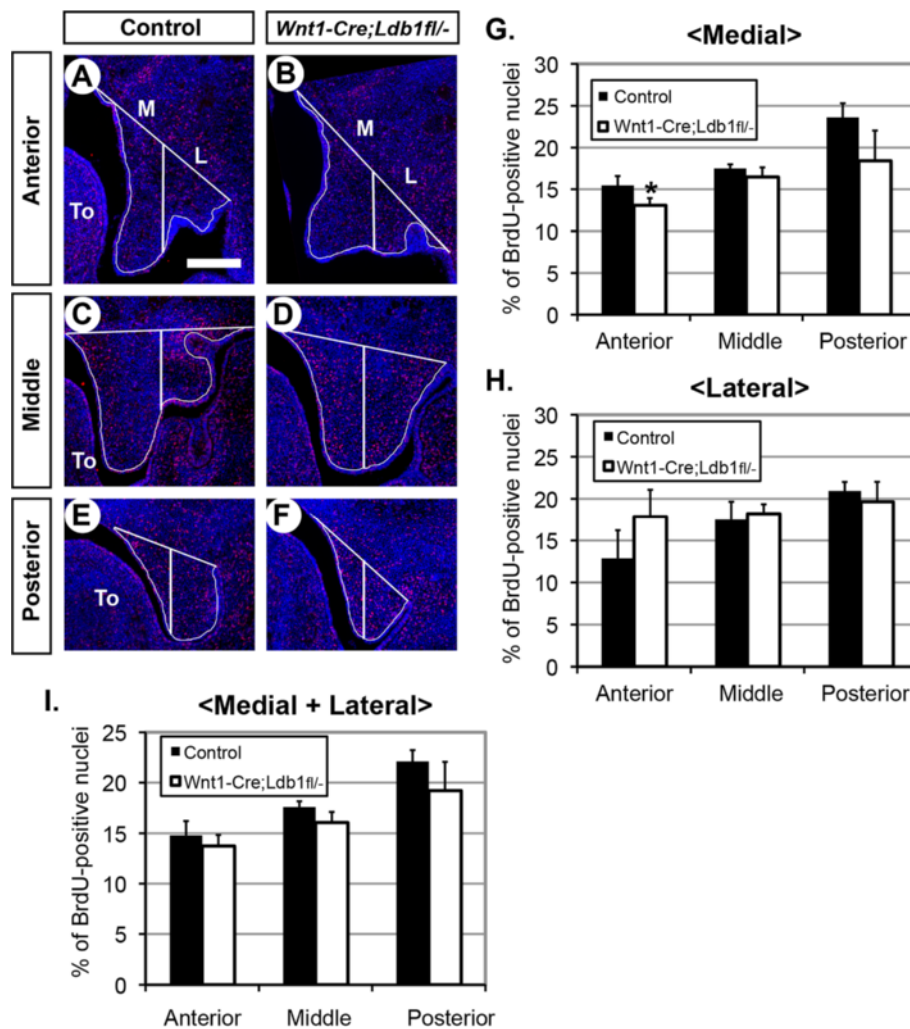 Control
Wnt1-Cre;Ldb1fl/-
Anterior
A
M
L
To
B
M
L
Middle
C
To
D
Posterior
E
To
F
G.
<Medial>
% of BrdU-positive nuclei
30
25
20
15
10
5
0
Control
Wnt1-Cre;Ldb1fl/-
*
Anterior Middle Posterior
H.
<Lateral>
% of BrdU-positive nuclei
30
25
20
15
10
5
0
Control
Wnt1-Cre;Ldb1fl/-
Anterior Middle Posterior
I.
<Medial + Lateral>
% of BrdU-positive nuclei
25
20
15
10
5
0
Control
Wnt1-Cre;Ldb1fl/-
Anterior Middle Posterior